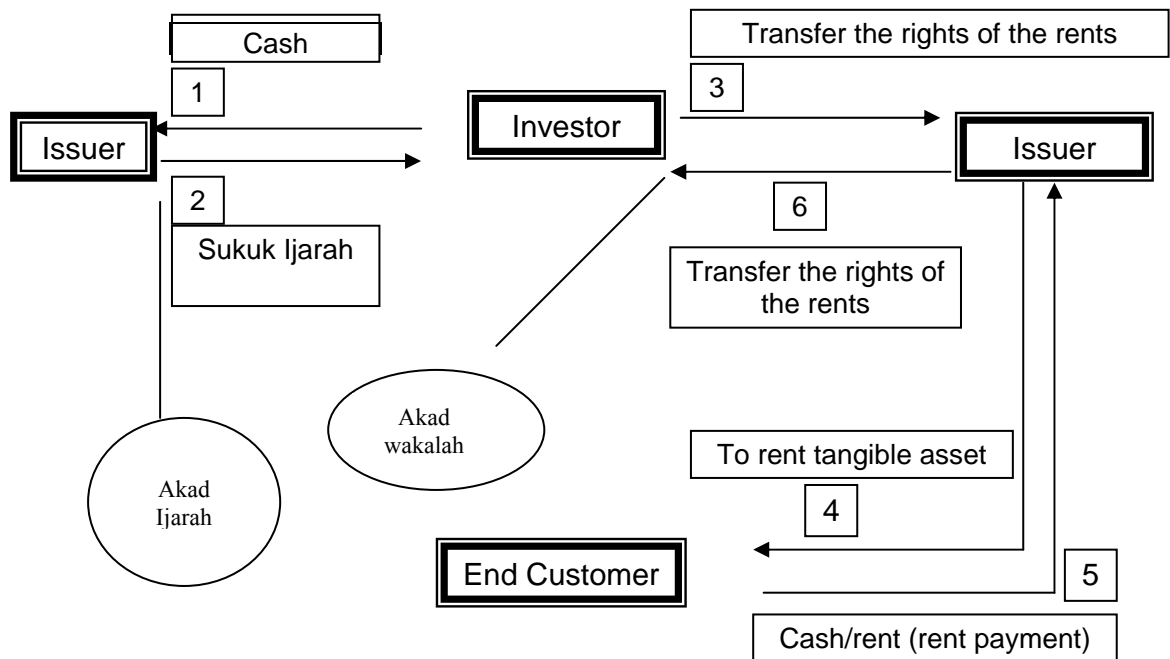 Cash
Transfer the rights of the rents
1
3
Issuer
Investor
Issuer
2
6
Sukuk Ijarah
Transfer the rights of
the rents
Akad
wakalah
To rent tangible asset
Akad
Ijarah
4
End Customer
5
Cash/rent (rent payment)